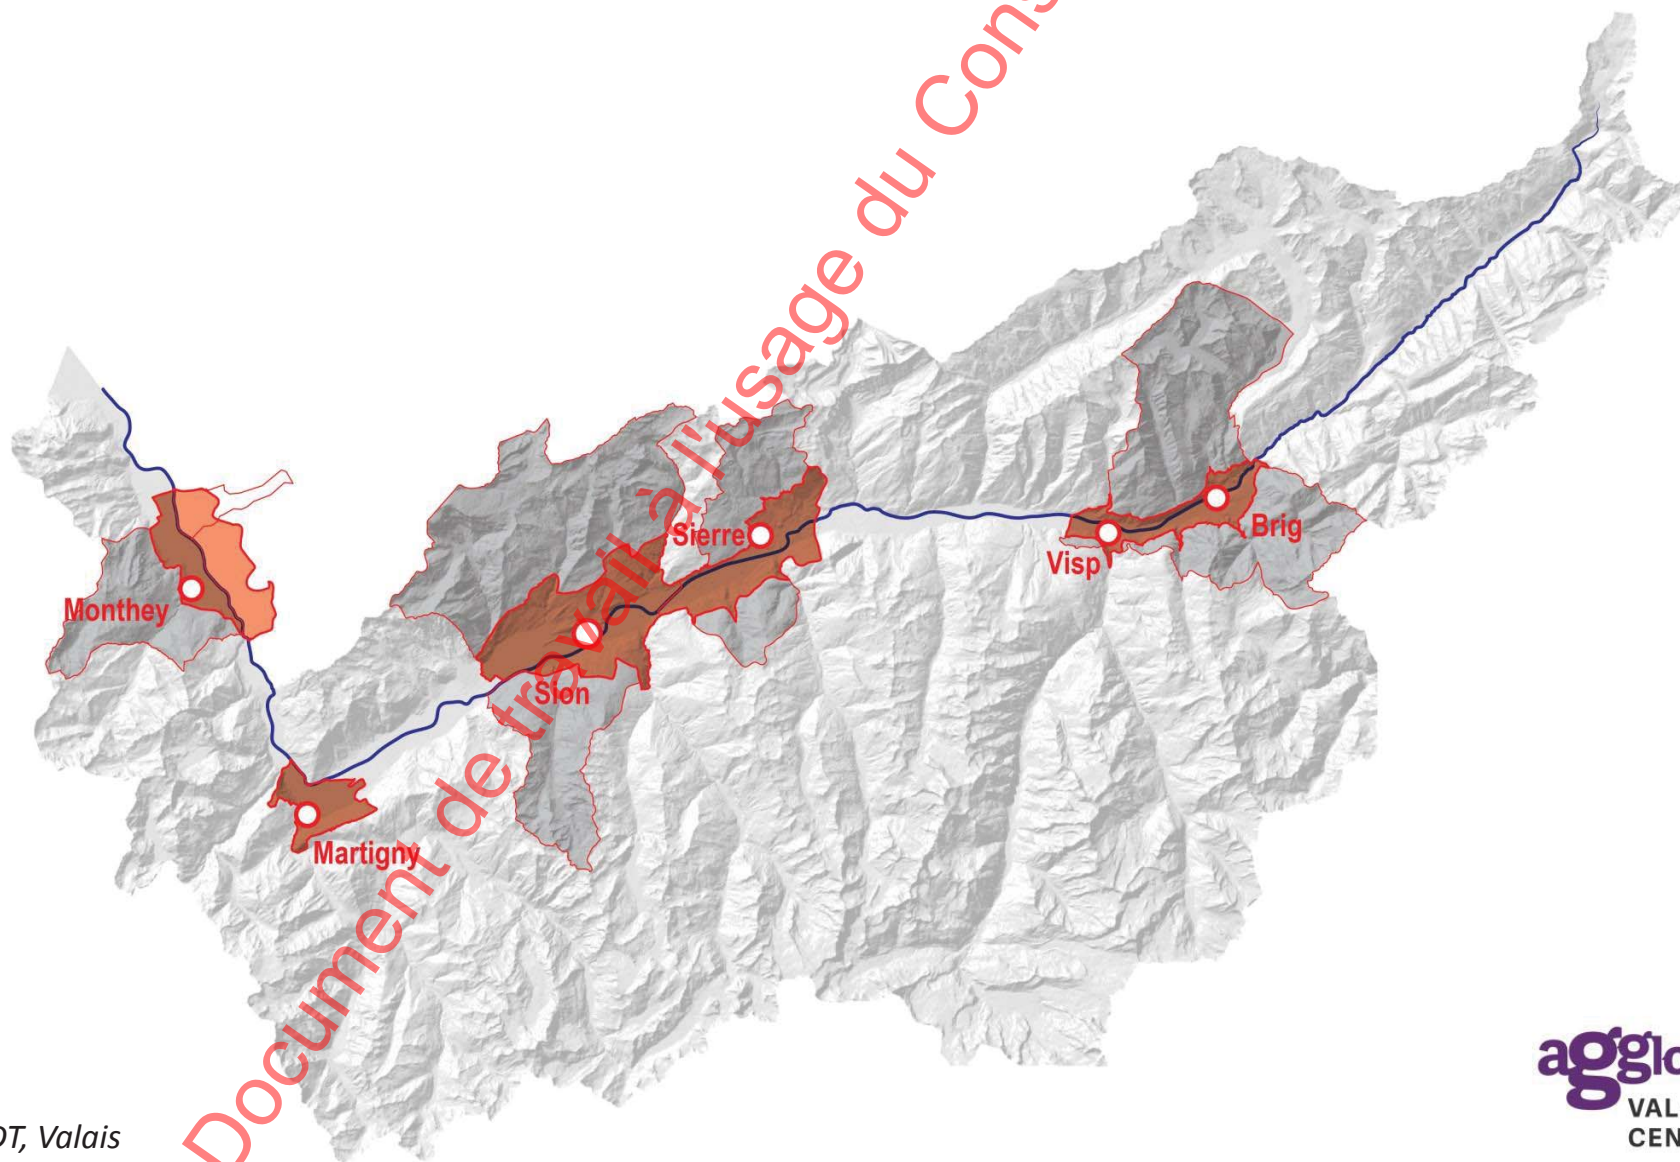 Document de travail à l'usage du Cons
Sierre
Brig
Visp
Monthey
Sion
Martigny
DT, Valais
agglo
VAL
CEN